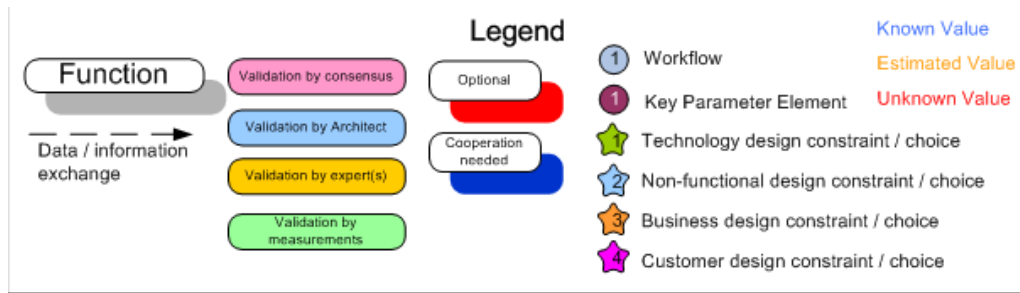 Legend
Function
Data / information
exchange
Validation by consensus
Validation by Architect
Validation by expert(s)
Validation by
measurements
Optional
Cooperation
needed
1 Workflow
1 Key Parameter Element
1 Technology design constraint / choice
2 Non-functional design constraint / choice
3 Business design constraint / choice
4 Customer design constraint / choice
Known Value
Estimated Value
Unknown Value